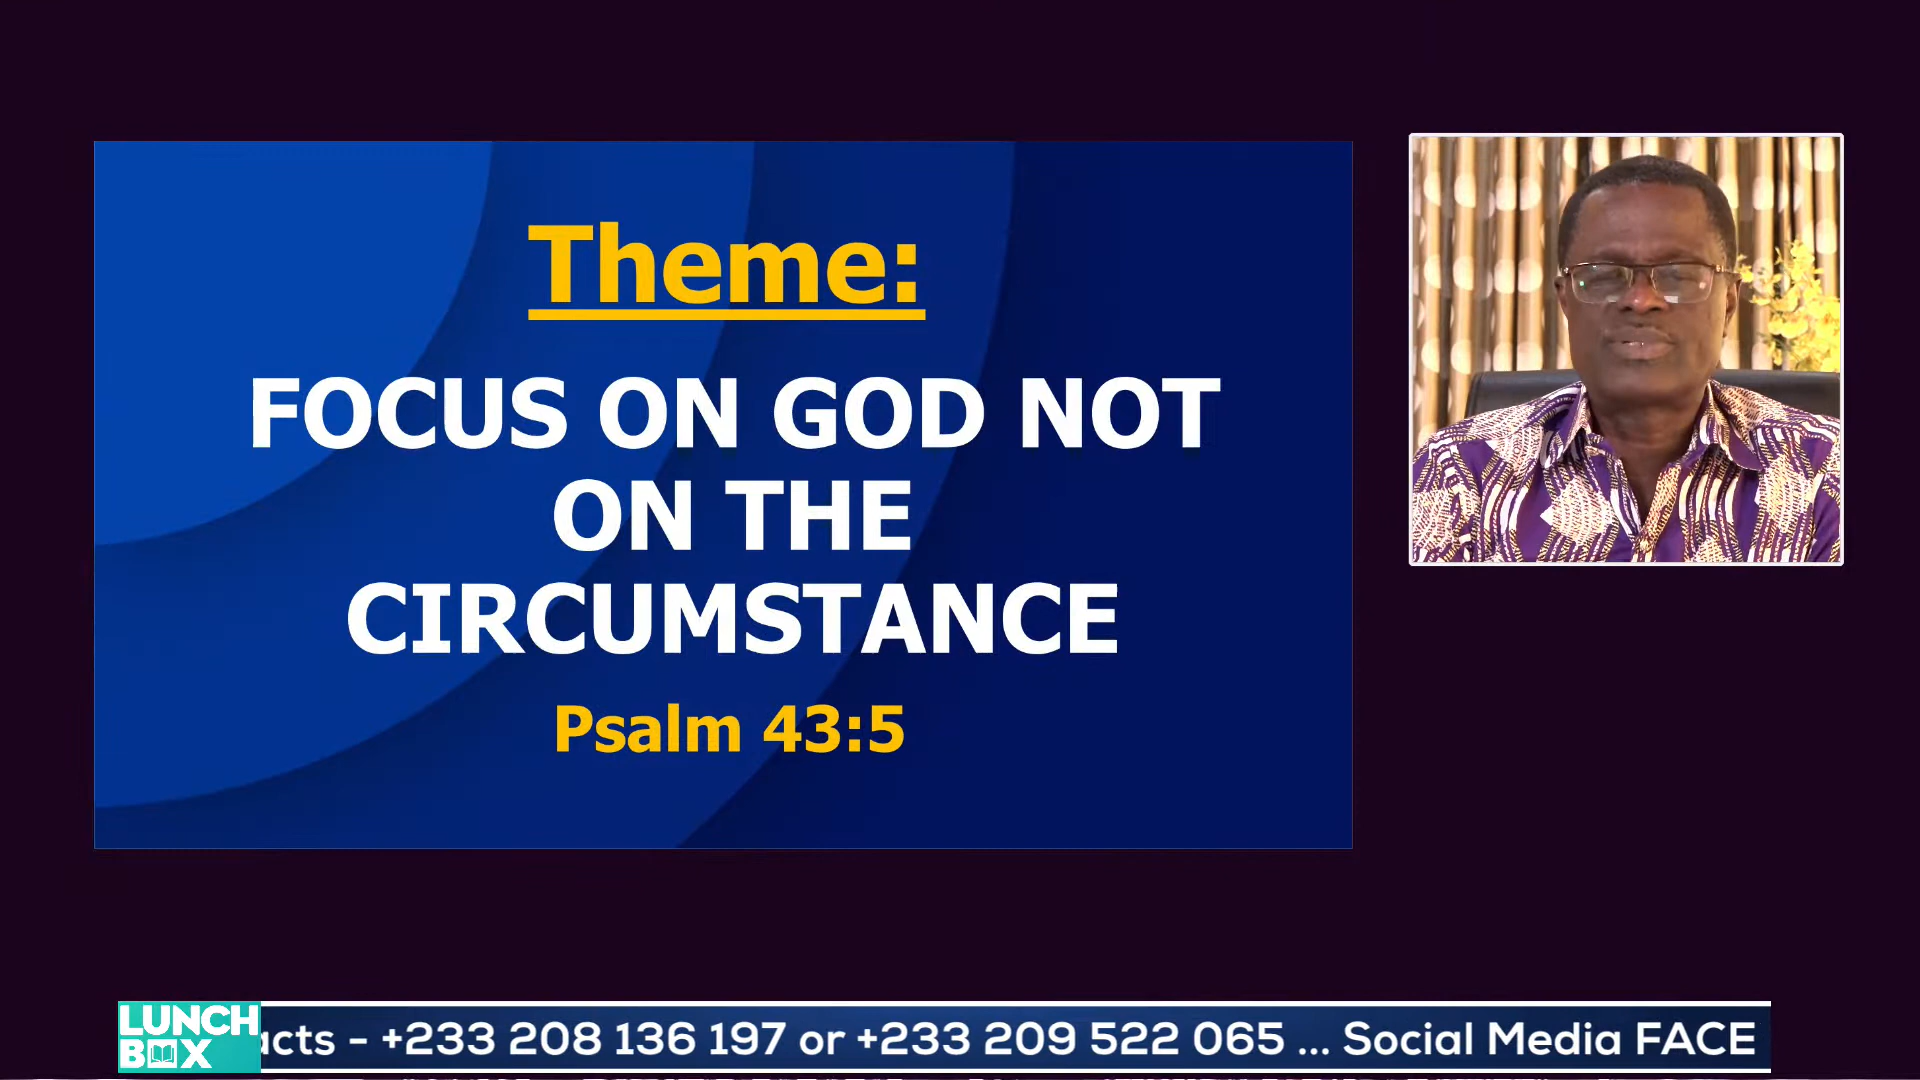 Theme:
FOCUS ON GOD NOT
ON THE
CIRCUMSTANCE
Psalm 43:5
LUNCH
BOX
acts - +233 208 136 197 or +233 209 522 065 ... Social Media FACE